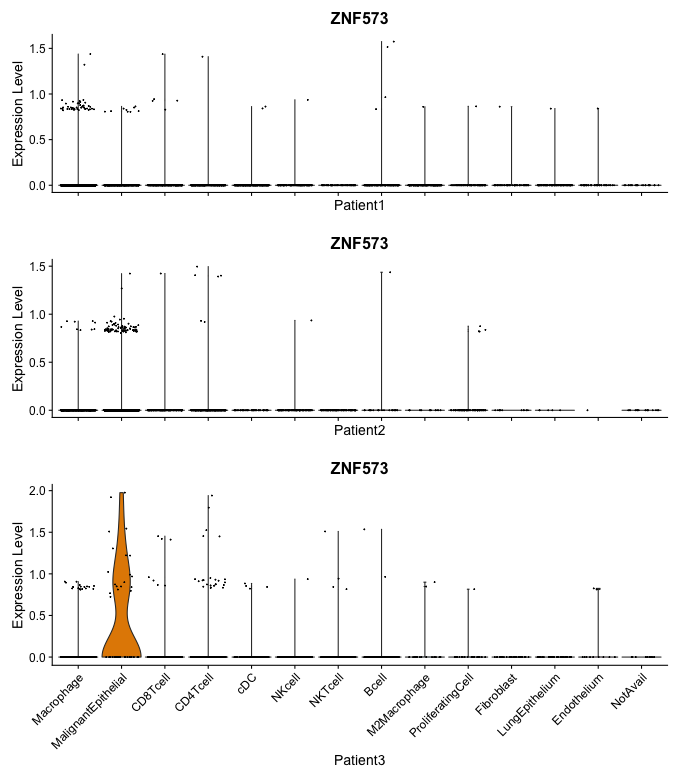 ZNF573
Expression Level
1.5
1.0
0.5
0.0
Patient1
ZNF573
Expression Level
1.5
1.0
0.5
0.0
Patient2
ZNF573
Expression Level
2.0
1.5
1.0
0.5
0.0
Macrophage
MalignantEpithelial
CD8Tcell
CD4Tcell
cDC
NKcell
NKTcell
Bcell
M2Macrophage
ProliferatingCell
Fibroblast
LungEpithelium
Endothelium
NotAvail
Patient3